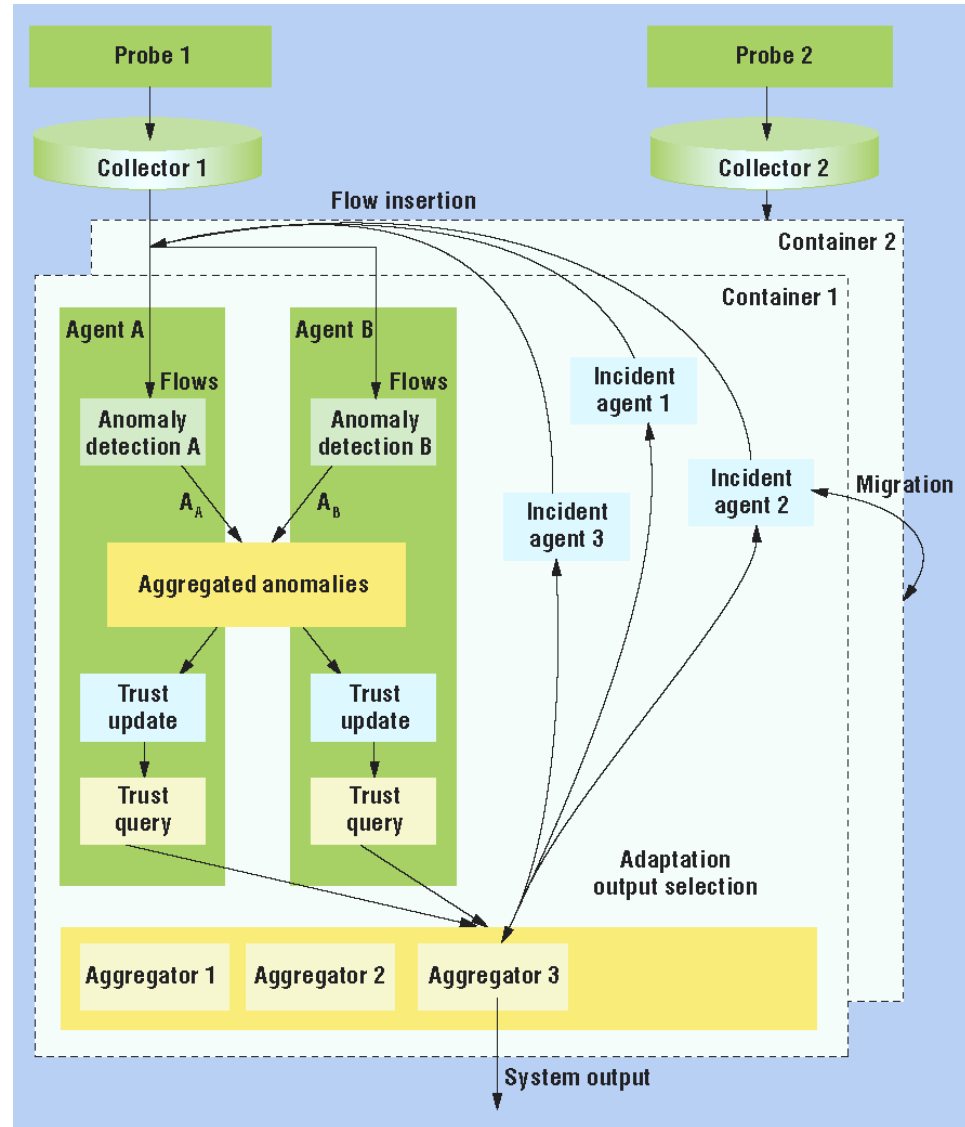 Probe 1
Probe 2
Collector 1
Collector 2
Flow insertion
Container 2
Container 1
Agent A
Agent B
Flows
Flows
Anomaly
detection A
Anomaly
detection B
Incident
agent 1
Incident
agent 2
Migration
Incident
agent 3
A_A
A_B
Aggregated anomalies
Trust
update
Trust
update
Trust
query
Trust
query
Adaptation
output selection
Aggregator 1
Aggregator 2
Aggregator 3
System output